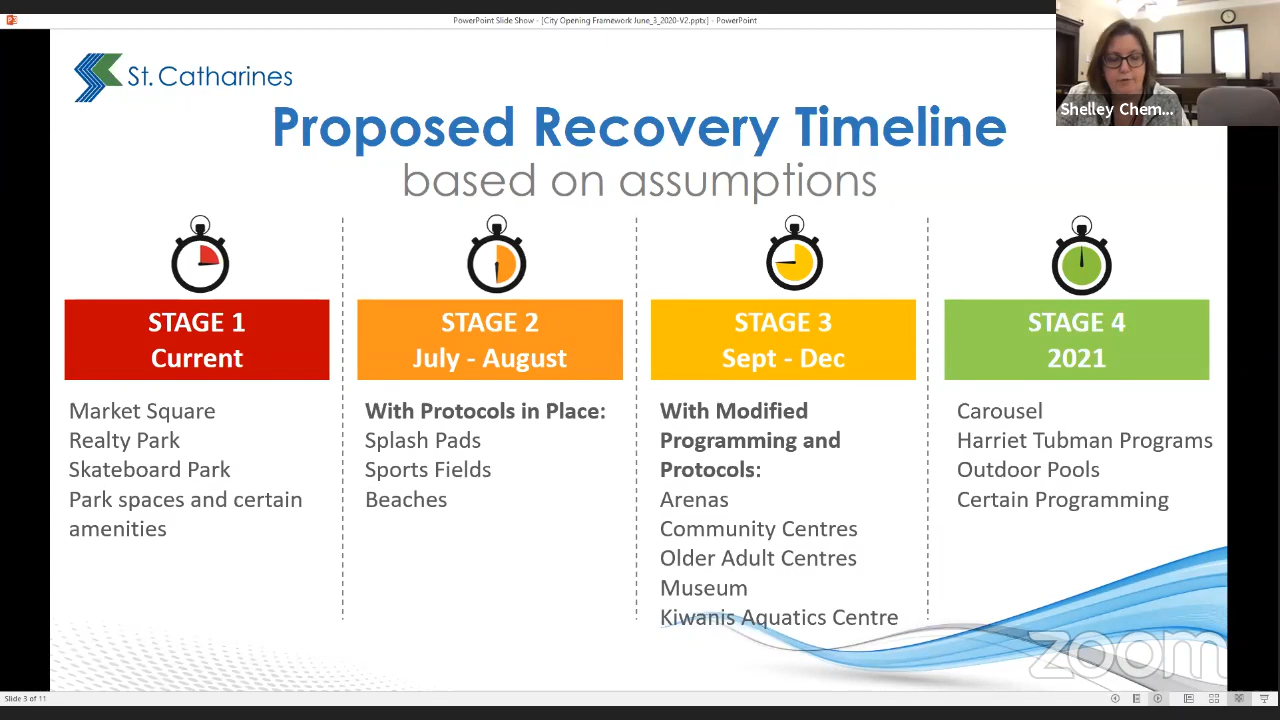 PowerPoint Slide Show - [City Opening Framework June_3_2020-V2.pptx] - PowerPoint
St. Catharines
Shelley Chem...
Proposed Recovery Timeline
based on assumptions
STAGE 1
Current
Market Square
Realty Park
Skateboard Park
Park spaces and certain
amenities
STAGE 2
July - August
With Protocols in Place:
Splash Pads
Sports Fields
Beaches
STAGE 3
Sept - Dec
With Modified
Programming and
Protocols:
Arenas
Community Centres
Older Adult Centres
Museum
Kiwanis Aquatics Centre
STAGE 4
2021
Carousel
Harriet Tubman Programs
Outdoor Pools
Certain Programming
zoom
Slide 3 of 11